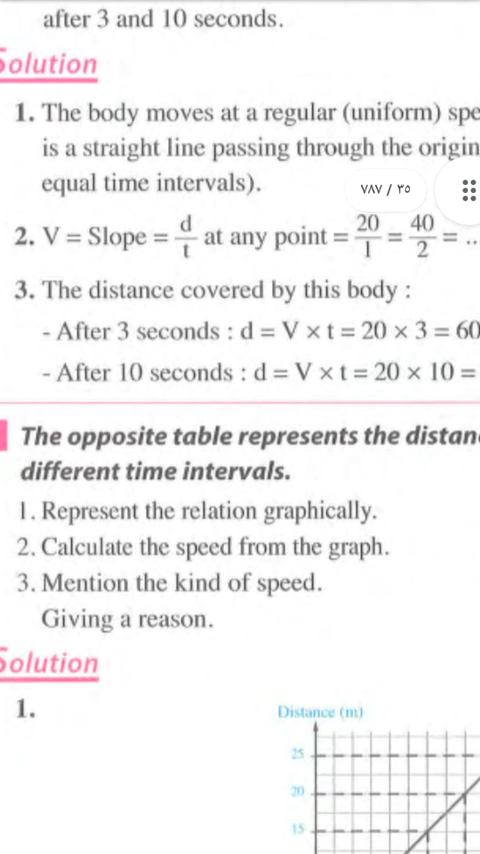 after 3 and 10 seconds.
Solution
1. The body moves at a regular (uniform) spe
is a straight line passing through the origin
equal time intervals).
٧٨٧ / ٣٥
2. V = Slope = d/t at any point = 20/1 = 40/2 = ..
3. The distance covered by this body :
- After 3 seconds : d = V × t = 20 × 3 = 60
- After 10 seconds : d = V × t = 20 × 10 =
The opposite table represents the distan
different time intervals.
1. Represent the relation graphically.
2. Calculate the speed from the graph.
3. Mention the kind of speed.
Giving a reason.
Solution
1.
Distance (m)
25
20
15